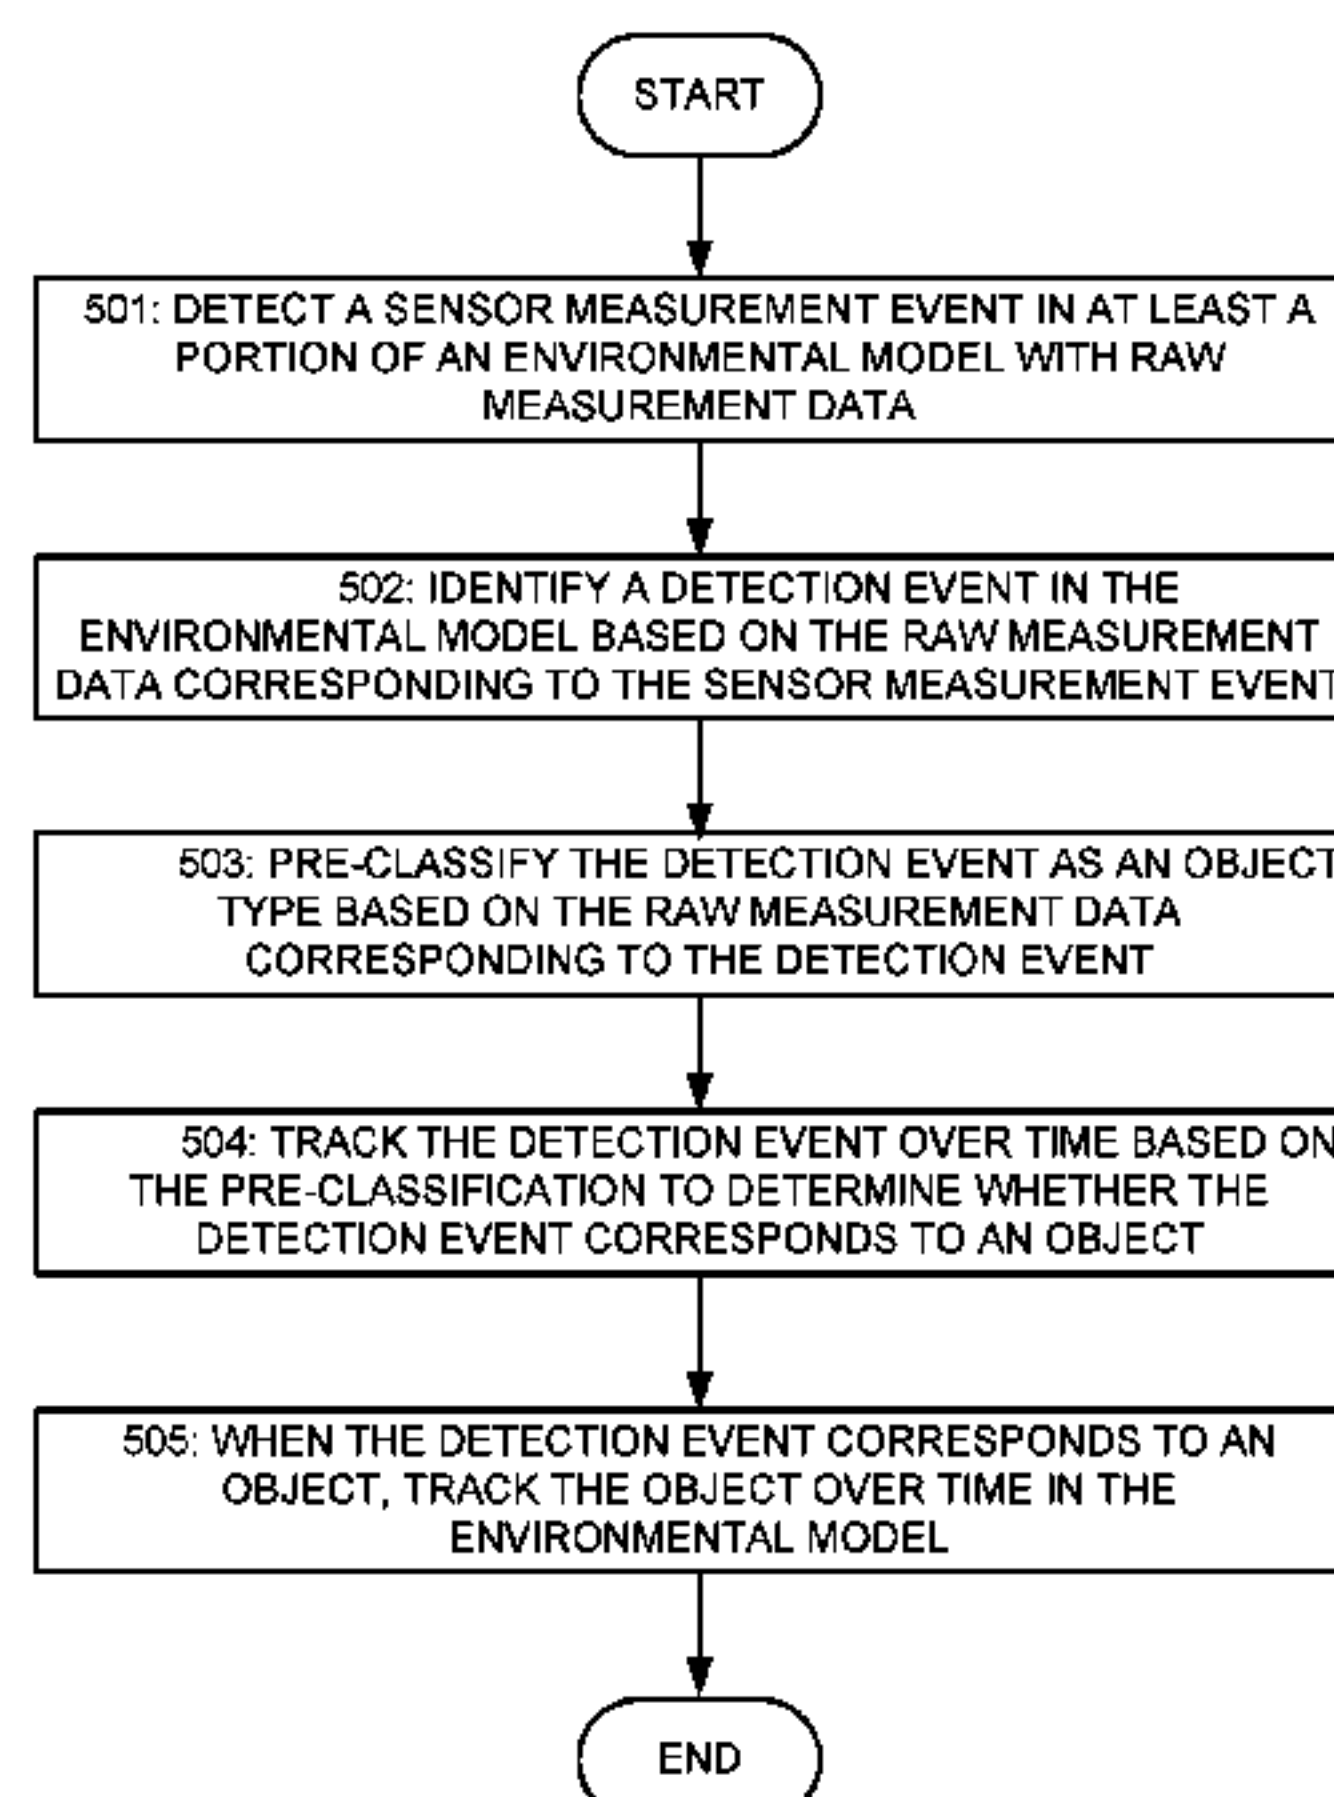 START
501: DETECT A SENSOR MEASUREMENT EVENT IN AT LEAST A
PORTION OF AN ENVIRONMENTAL MODEL WITH RAW
MEASUREMENT DATA
502: IDENTIFY A DETECTION EVENT IN THE
ENVIRONMENTAL MODEL BASED ON THE RAW MEASUREMENT
DATA CORRESPONDING TO THE SENSOR MEASUREMENT EVENT
503: PRE-CLASSIFY THE DETECTION EVENT AS AN OBJECT
TYPE BASED ON THE RAW MEASUREMENT DATA
CORRESPONDING TO THE DETECTION EVENT
504: TRACK THE DETECTION EVENT OVER TIME BASED ON
THE PRE-CLASSIFICATION TO DETERMINE WHETHER THE
DETECTION EVENT CORRESPONDS TO AN OBJECT
505: WHEN THE DETECTION EVENT CORRESPONDS TO AN
OBJECT, TRACK THE OBJECT OVER TIME IN THE
ENVIRONMENTAL MODEL
END